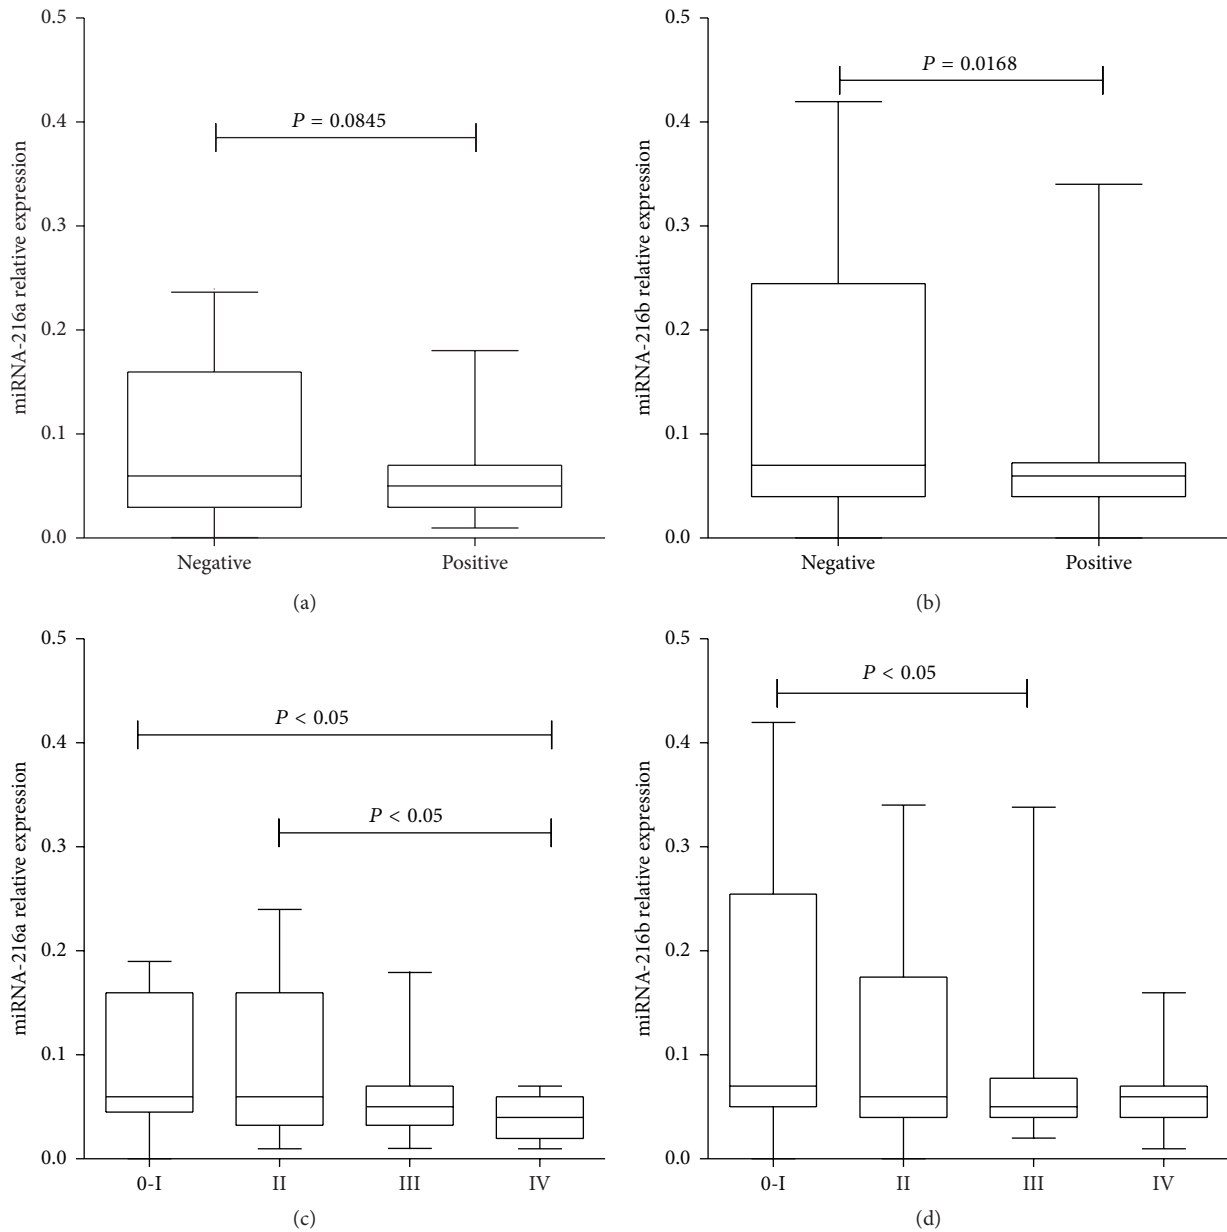 0.5
0.4
0.3
0.2
0.1
0.0
miRNA-216a relative expression
P = 0.0845
Negative
Positive
(a)
0.5
0.4
0.3
0.2
0.1
0.0
miRNA-216b relative expression
P = 0.0168
Negative
Positive
(b)
0.5
0.4
0.3
0.2
0.1
0.0
miRNA-216a relative expression
P < 0.05
P < 0.05
0-I
II
III
IV
(c)
0.5
0.4
0.3
0.2
0.1
0.0
miRNA-216b relative expression
P < 0.05
0-I
II
III
IV
(d)